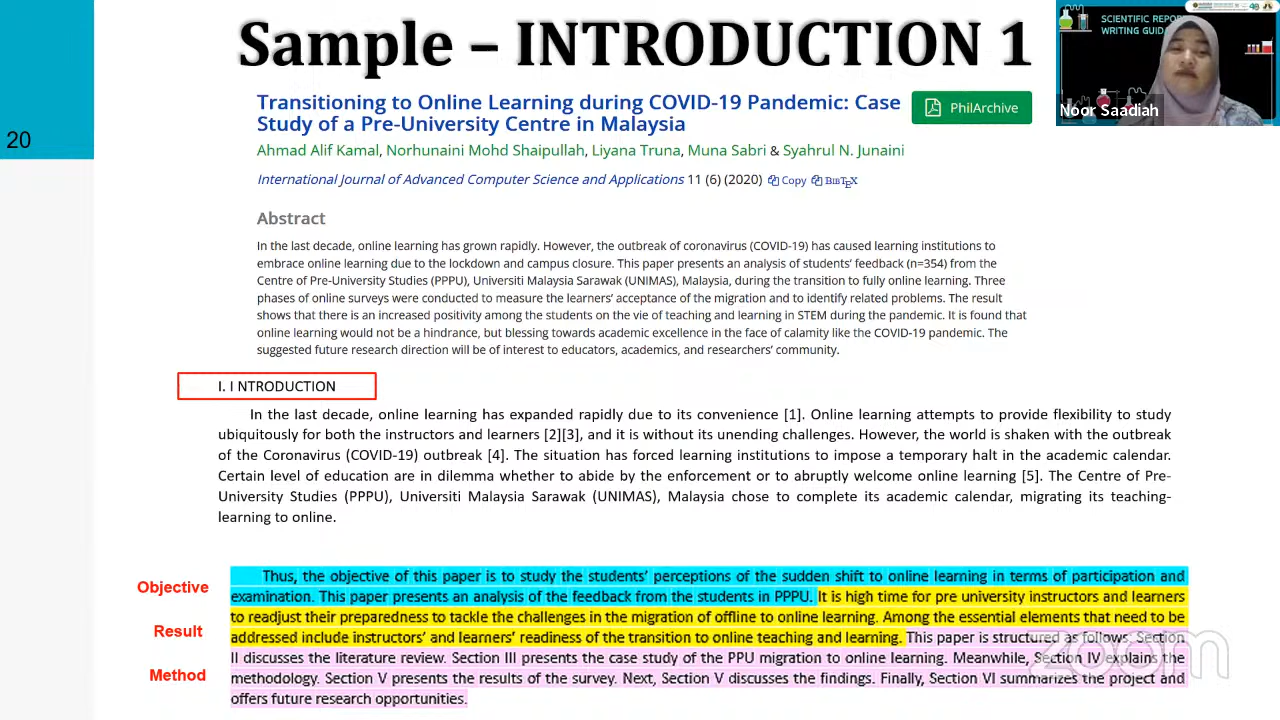 Sample – INTRODUCTION 1
SCIENTIFIC REPORT
WRITING GUIDA
Noor Saadiah
20
Transitioning to Online Learning during COVID-19 Pandemic: Case
Study of a Pre-University Centre in Malaysia
PhilArchive
Ahmad Alif Kamal, Norhunaini Mohd Shaipullah, Liyana Truna, Muna Sabri & Syahrul N. Junaini
International Journal of Advanced Computer Science and Applications 11 (6) (2020) Copy BIBTEX
Abstract
In the last decade, online learning has grown rapidly. However, the outbreak of coronavirus (COVID-19) has caused learning institutions to
embrace online learning due to the lockdown and campus closure. This paper presents an analysis of students’ feedback (n=354) from the
Centre of Pre-University Studies (PPPU), Universiti Malaysia Sarawak (UNIMAS), Malaysia, during the transition to fully online learning. Three
phases of online surveys were conducted to measure the learners’ acceptance of the migration and to identify related problems. The result
shows that there is an increased positivity among the students on the vie of teaching and learning in STEM during the pandemic. It is found that
online learning would not be a hindrance, but blessing towards academic excellence in the face of calamity like the COVID-19 pandemic. The
suggested future research direction will be of interest to educators, academics, and researchers’ community.
I. I NTRODUCTION
In the last decade, online learning has expanded rapidly due to its convenience [1]. Online learning attempts to provide flexibility to study
ubiquitously for both the instructors and learners [2][3], and it is without its unending challenges. However, the world is shaken with the outbreak
of the Coronavirus (COVID-19) outbreak [4]. The situation has forced learning institutions to impose a temporary halt in the academic calendar.
Certain level of education are in dilemma whether to abide by the enforcement or to abruptly welcome online learning [5]. The Centre of Pre-
University Studies (PPPU), Universiti Malaysia Sarawak (UNIMAS), Malaysia chose to complete its academic calendar, migrating its teaching-
learning to online.
Objective
Result
Method
Thus, the objective of this paper is to study the students’ perceptions of the sudden shift to online learning in terms of participation and
examination. This paper presents an analysis of the feedback from the students in PPPU. It is high time for pre university instructors and learners
to readjust their preparedness to tackle the challenges in the migration of offline to online learning. Among the essential elements that need to be
addressed include instructors’ and learners’ readiness of the transition to online teaching and learning. This paper is structured as follows. Section
II discusses the literature review. Section III presents the case study of the PPU migration to online learning. Meanwhile, Section IV explains the
methodology. Section V presents the results of the survey. Next, Section V discusses the findings. Finally, Section VI summarizes the project and
offers future research opportunities.
zoom